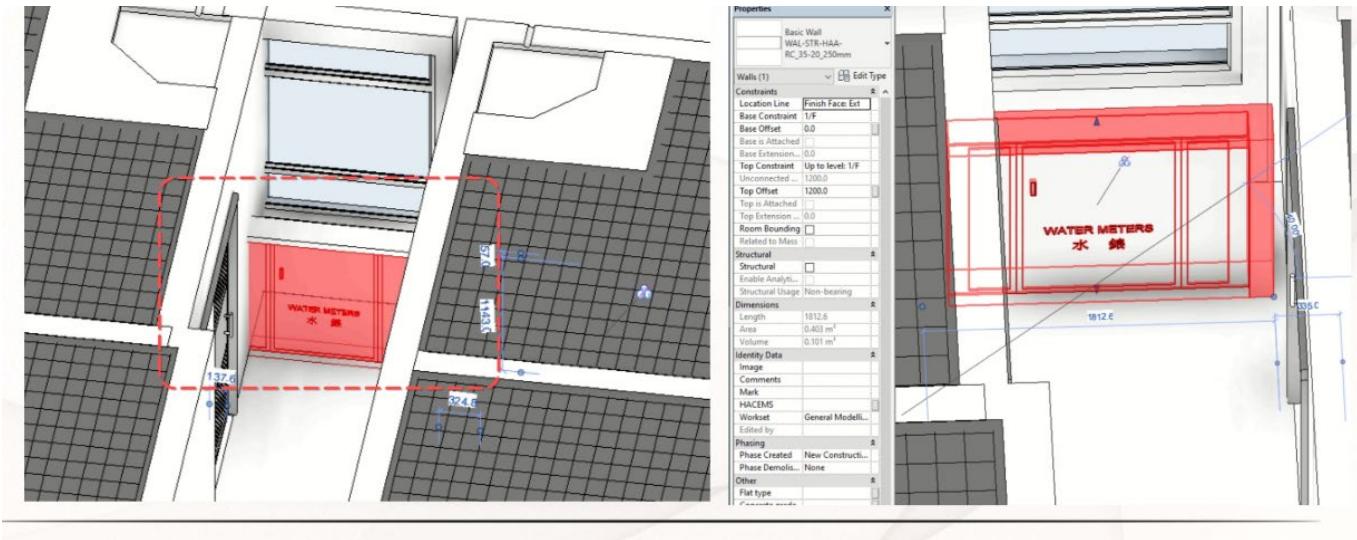 WATER METERS
水 錶
57.0
1143.0
137.6
324.8
Properties
Basic Wall
WAL-STR-HAA-
RC_35-20_250mm
Walls (1)
Edit Type
Constraints
Location Line Finish Face: Ext
Base Constraint 1/F
Base Offset 0.0
Base is Attached
Base Extension... 0.0
Top Constraint Up to level: 1/F
Unconnected ... 1200.0
Top Offset 1200.0
Top is Attached
Top Extension ... 0.0
Room Bounding
Related to Mass
Structural
Structural
Enable Analyti...
Structural Usage Non-bearing
Dimensions
Length 1812.6
Area 0.403 m²
Volume 0.101 m³
Identity Data
Image
Comments
Mark
HACEMS
Workset General Modelli...
Edited by
Phasing
Phase Created New Constructi...
Phase Demolis... None
Other
Flat type
WATER METERS
水 錶
1812.6